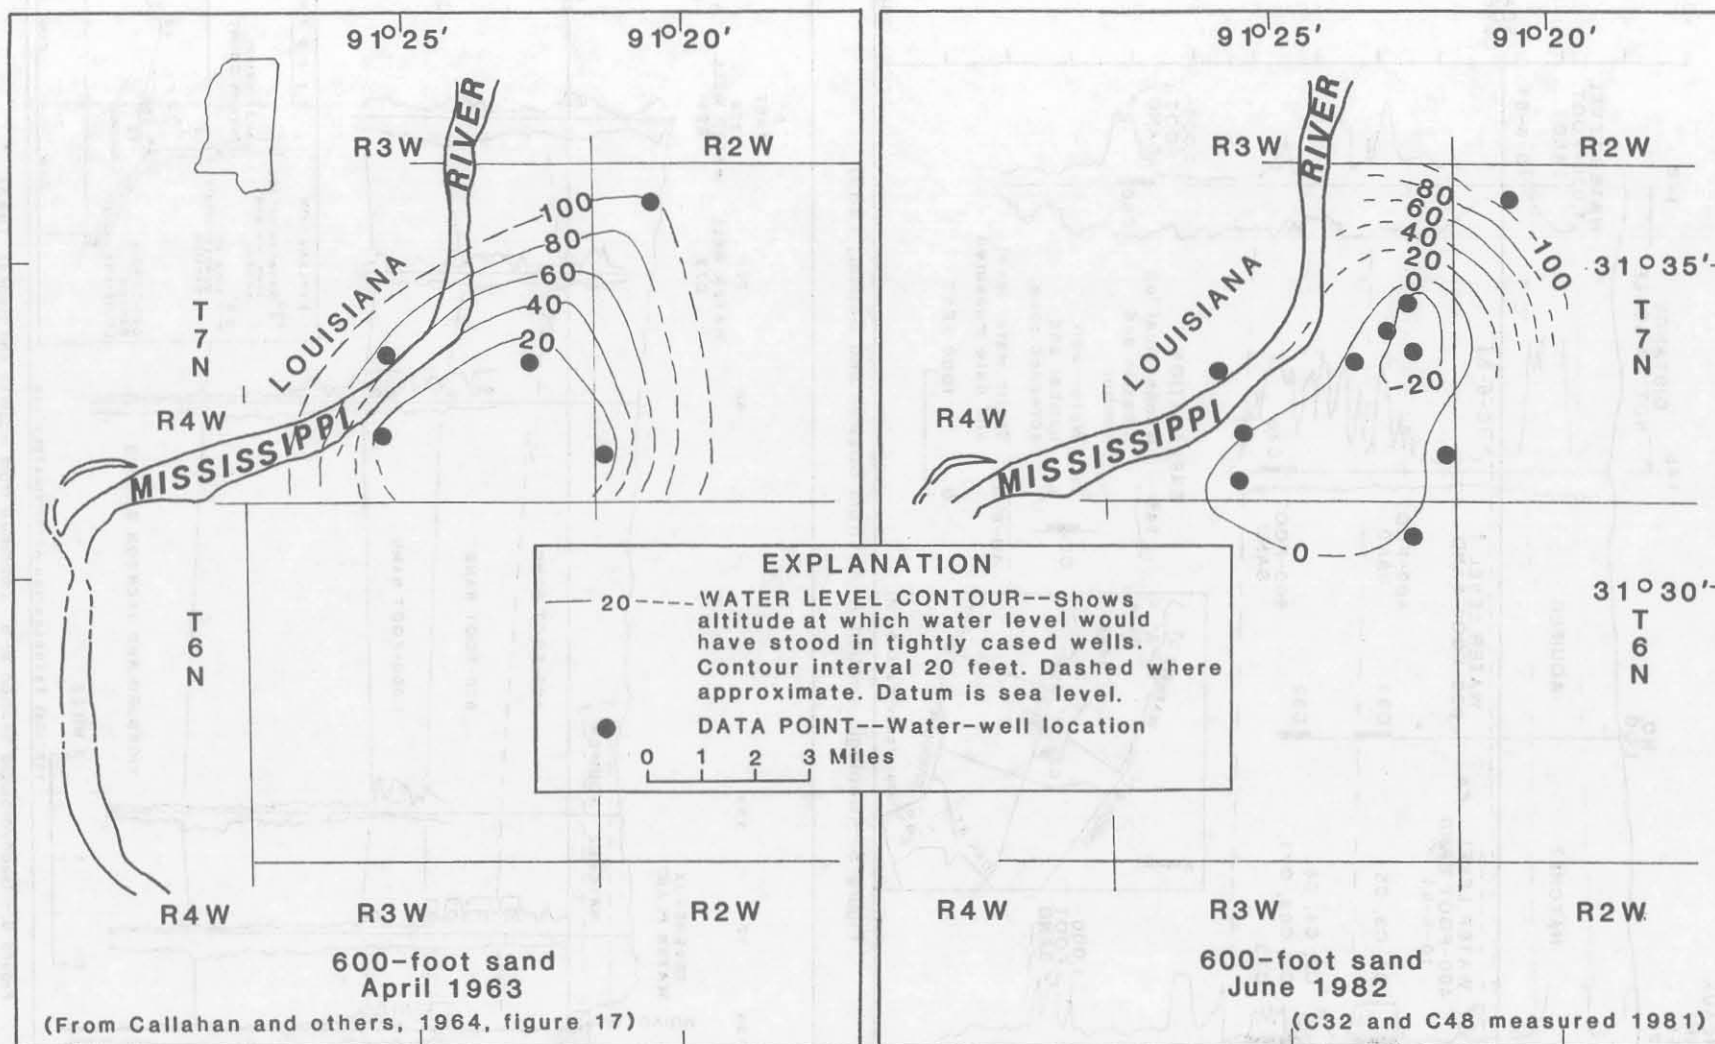 91°25′ 91°20′
R3W R2W
RIVER
100
80
60
40
20
LOUISIANA
T
7
N
R4W
MISSISSIPPI
T
6
N
R4W R3W R2W
600-foot sand
April 1963
(From Callahan and others, 1964, figure 17)
91°25′ 91°20′
R3W R2W
RIVER
80
60
40
20
0
100
-20
31°35′
LOUISIANA
T
7
N
R4W
MISSISSIPPI
0
31°30′
T
6
N
R4W R3W R2W
600-foot sand
June 1982
(C32 and C48 measured 1981)
EXPLANATION
20 WATER LEVEL CONTOUR--Shows
altitude at which water level would
have stood in tightly cased wells.
Contour interval 20 feet. Dashed where
approximate. Datum is sea level.
DATA POINT--Water-well location
0 1 2 3 Miles